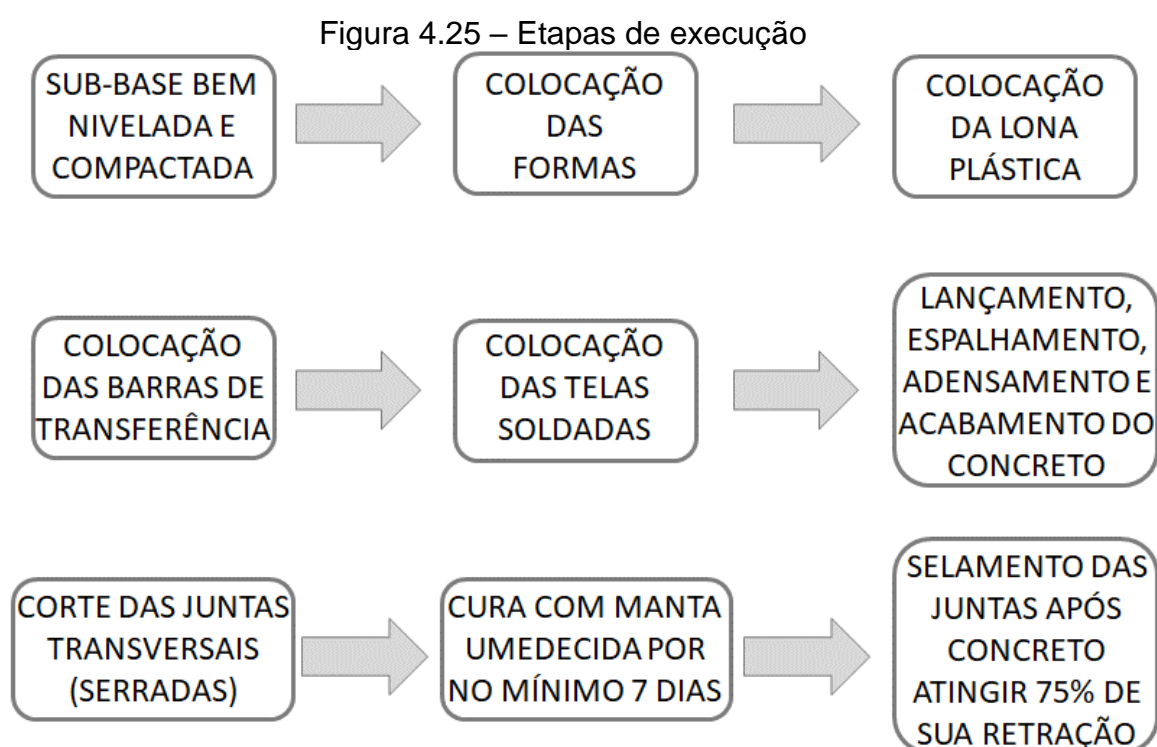 Figura 4.25 – Etapas de execução
SUB-BASE BEM
NIVELADA E
COMPACTADA
COLOCAÇÃO
DAS
FORMAS
COLOCAÇÃO
DA LONA
PLÁSTICA
COLOCAÇÃO
DAS BARRAS DE
TRANSFERÊNCIA
COLOCAÇÃO
DAS TELAS
SOLDADAS
LANÇAMENTO,
ESPALHAMENTO,
ADENSAMENTO E
ACABAMENTO DO
CONCRETO
CORTE DAS JUNTAS
TRANSVERSAIS
(SERRADAS)
CURA COM MANTA
UMEDECIDA POR
NO MÍNIMO 7 DIAS
SELAMENTO DAS
JUNTAS APÓS
CONCRETO
ATINGIR 75% DE
SUA RETRAÇÃO